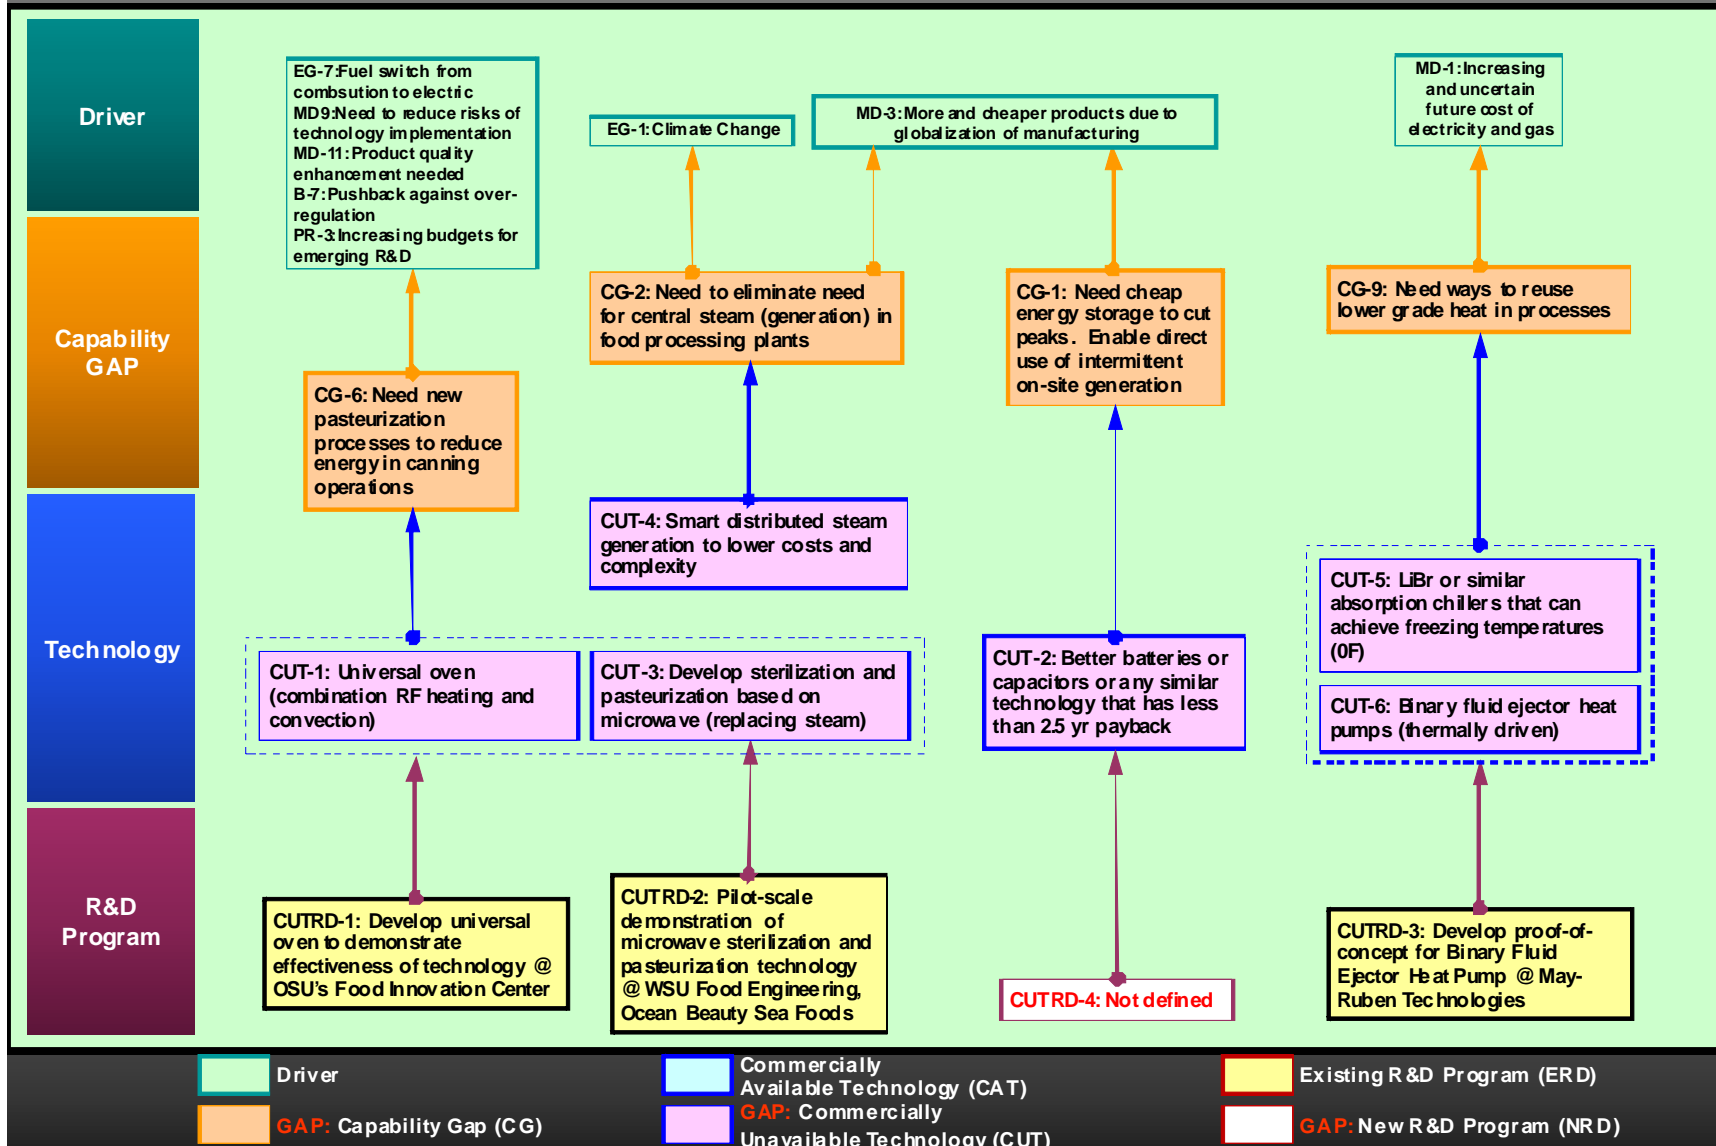 Driver
EG-7:Fuel switch from
combsution to electric
MD9:Need to reduce risks of
technology implementation
MD-11:Product quality
enhancement needed
B-7:Pushback against over-
regulation
PR-3:Increasing budgets for
emerging R&D
EG-1:Climate Change
MD-3:More and cheaper products due to
globalization of manufacturing
MD-1:Increasing
and uncertain
future cost of
electricity and gas
Capability
GAP
CG-6: Need new
pasteurization
processes to reduce
energy in canning
operations
CG-2: Need to eliminate need
for central steam (generation) in
food processing plants
CG-1: Need cheap
energy storage to cut
peaks. Enable direct
use of intermittent
on-site generation
CG-9: Need ways to reuse
lower grade heat in processes
Technology
CUT-4: Smart distributed steam
generation to lower costs and
complexity
CUT-1: Universal oven
(combination RF heating and
convection)
CUT-3: Develop sterilization and
pasteurization based on
microwave (replacing steam)
CUT-2: Better batteries or
capacitors or any similar
technology that has less
than 2.5 yr payback
CUT-5: LiBr or similar
absorption chillers that can
achieve freezing temperatures
(0F)
CUT-6: Binary fluid ejector heat
pumps (thermally driven)
R&D
Program
CUTRD-1: Develop universal
oven to demonstrate
effectiveness of technology @
OSU's Food Innovation Center
CUTRD-2: Pilot-scale
demonstration of
microwave sterilization and
pasteurization technology
@ WSU Food Engineering,
Ocean Beauty Sea Foods
CUTRD-4: Not defined
CUTRD-3: Develop proof-of-
concept for Binary Fluid
Ejector Heat Pump @ May-
Ruben Technologies
Driver
GAP: Capability Gap (CG)
Commercially
Available Technology (CAT)
GAP: Commercially
Unavailable Technology (CUT)
Existing R&D Program (ERD)
GAP: New R&D Program (NRD)